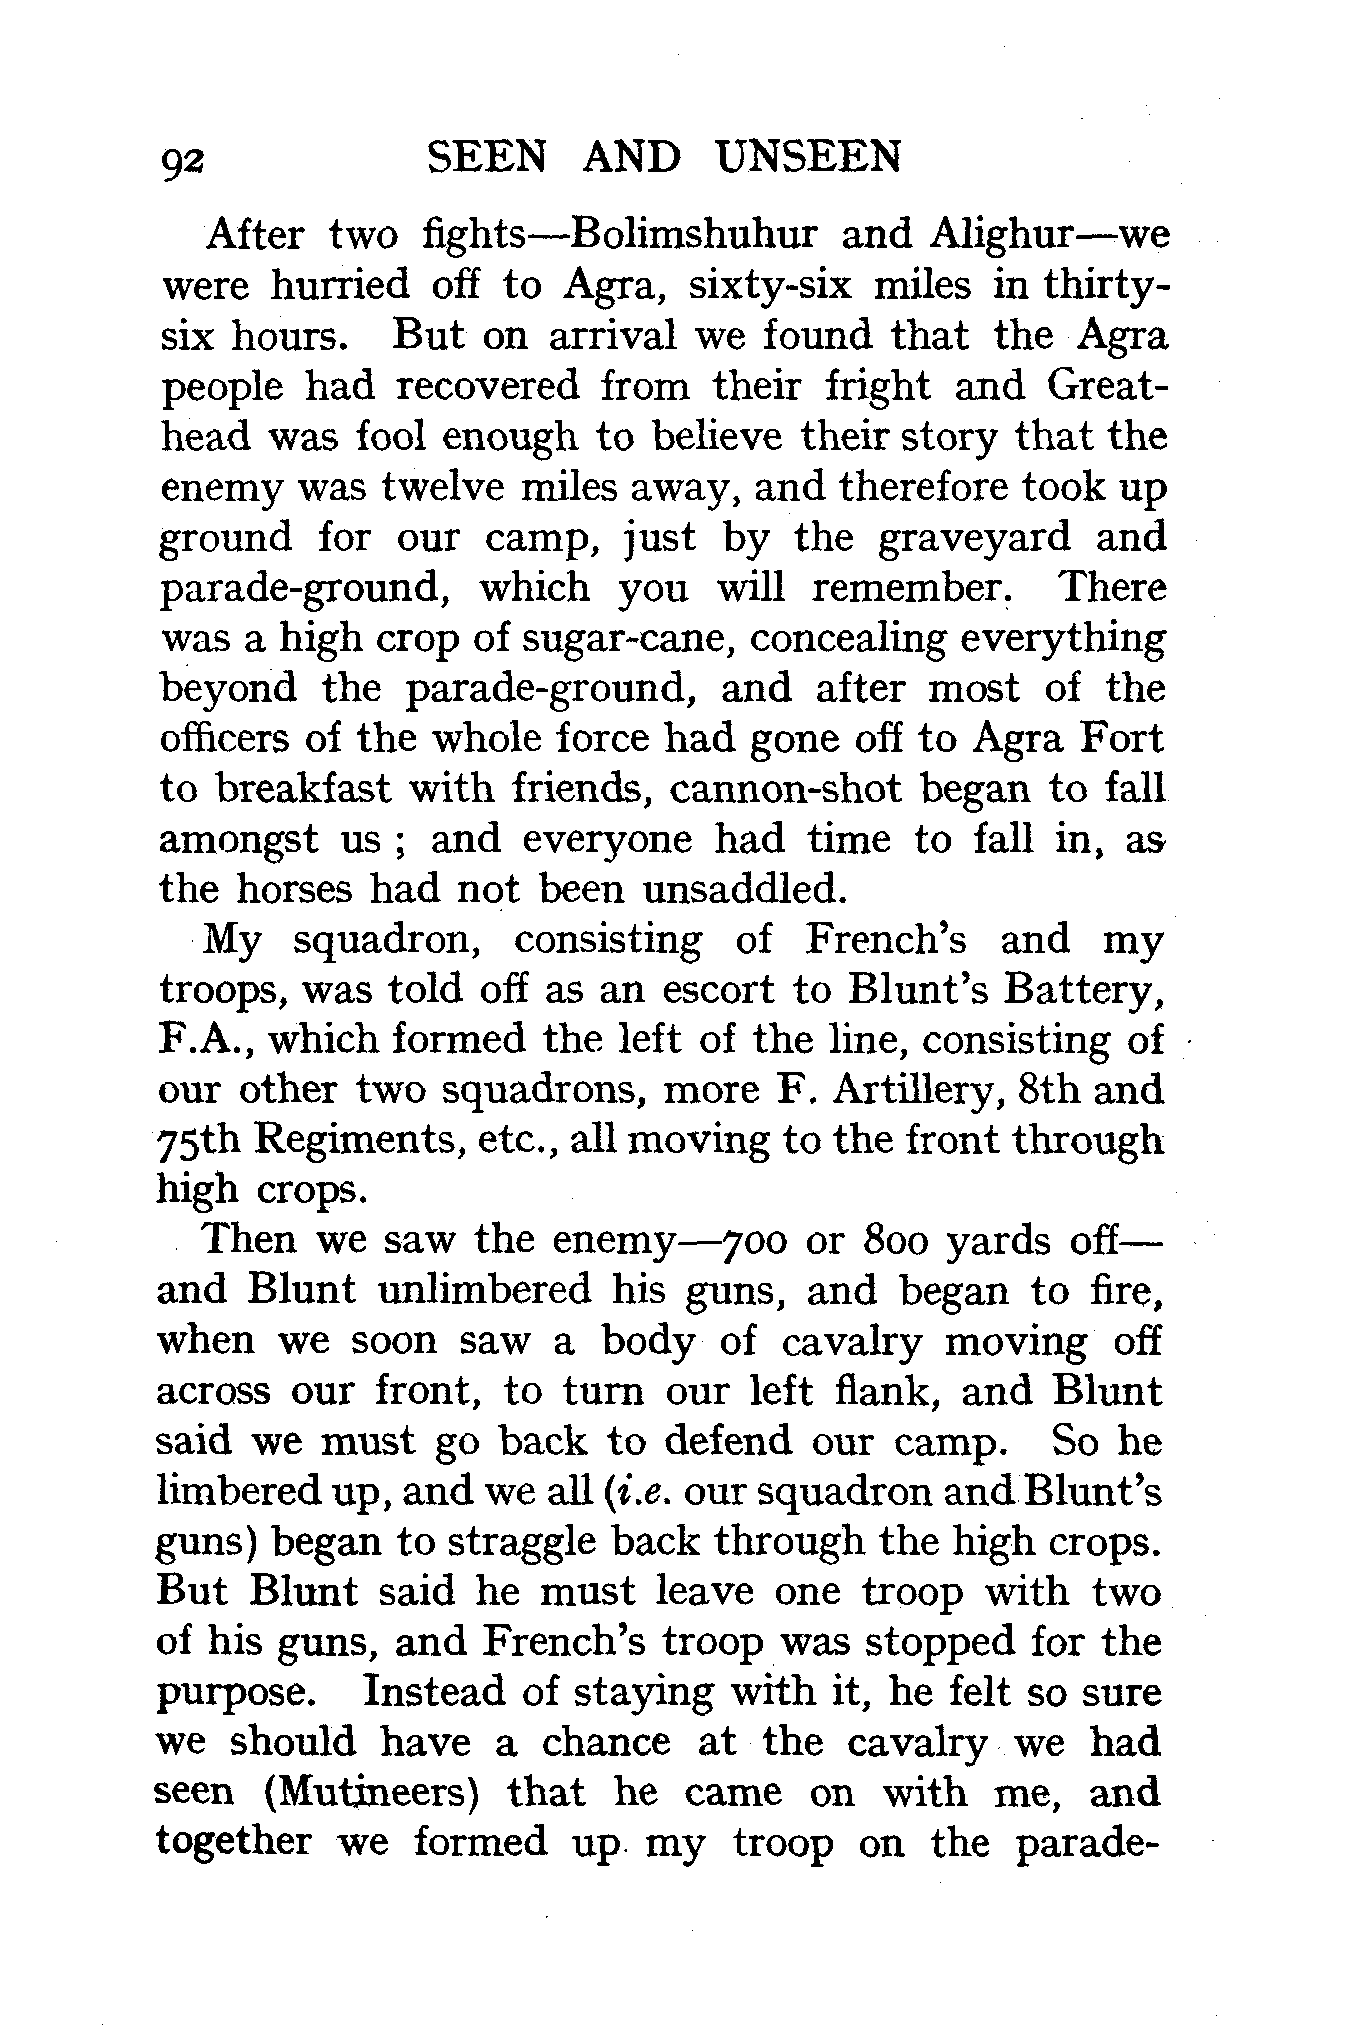 92 SEEN AND UNSEEN
After two fights—Bolimshuhur and Alighur—we
were hurried off to Agra, sixty-six miles in thirty-
six hours. But on arrival we found that the Agra
people had recovered from their fright and Great-
head was fool enough to believe their story that the
enemy was twelve miles away, and therefore took up
ground for our camp, just by the graveyard and
parade-ground, which you will remember. There
was a high crop of sugar-cane, concealing everything
beyond the parade-ground, and after most of the
officers of the whole force had gone off to Agra Fort
to breakfast with friends, cannon-shot began to fall
amongst us ; and everyone had time to fall in, as
the horses had not been unsaddled.
My squadron, consisting of French's and my
troops, was told off as an escort to Blunt's Battery,
F.A., which formed the left of the line, consisting of
our other two squadrons, more F. Artillery, 8th and
75th Regiments, etc., all moving to the front through
high crops.
Then we saw the enemy—700 or 800 yards off—
and Blunt unlimbered his guns, and began to fire,
when we soon saw a body of cavalry moving off
across our front, to turn our left flank, and Blunt
said we must go back to defend our camp. So he
limbered up, and we all (i.e. our squadron and Blunt's
guns) began to straggle back through the high crops.
But Blunt said he must leave one troop with two
of his guns, and French's troop was stopped for the
purpose. Instead of staying with it, he felt so sure
we should have a chance at the cavalry we had
seen (Mutineers) that he came on with me, and
together we formed up my troop on the parade-